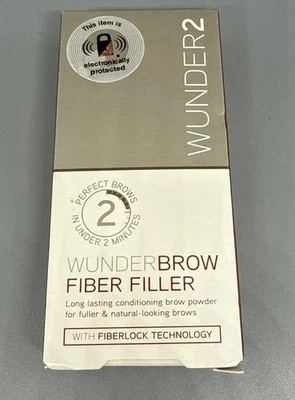 This item is
electronically
protected
WUNDER2
PERFECT BROWS
2
IN UNDER 2 MINUTES
WUNDERBROW
FIBER FILLER
Long lasting conditioning brow powder
for fuller & natural-looking brows
WITH FIBERLOCK TECHNOLOGY